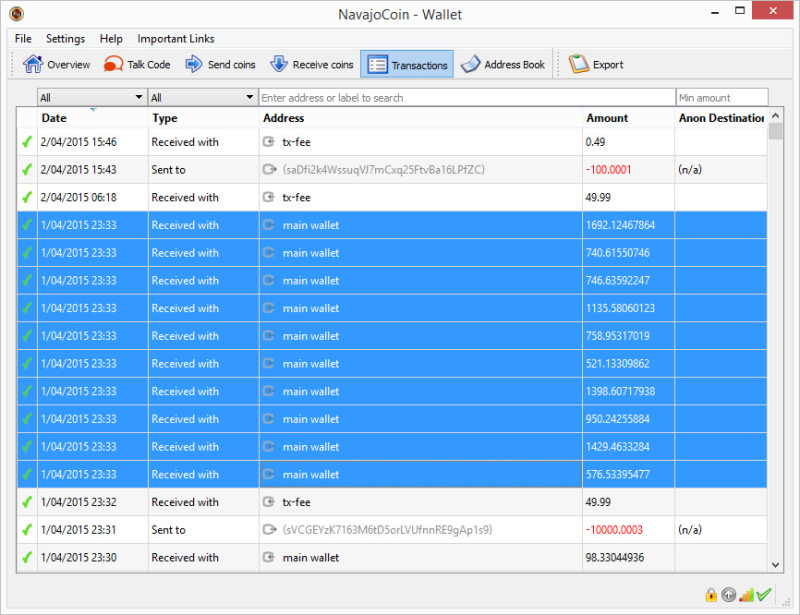 NavajoCoin - Wallet
File Settings Help Important Links
Overview Talk Code Send coins Receive coins Transactions Address Book Export
All All Enter address or label to search Min amount
Date Type Address Amount Anon Destination
2/04/2015 15:46 Received with tx-fee 0.49
2/04/2015 15:43 Sent to (saDfi2k4WssuqVJ7mCxq25FtvBa16LPfZC) -100.0001 (n/a)
2/04/2015 06:18 Received with tx-fee 49.99
1/04/2015 23:33 Received with main wallet 1692.12467864
1/04/2015 23:33 Received with main wallet 740.61550746
1/04/2015 23:33 Received with main wallet 746.63592247
1/04/2015 23:33 Received with main wallet 1135.58060123
1/04/2015 23:33 Received with main wallet 758.95317019
1/04/2015 23:33 Received with main wallet 521.13309862
1/04/2015 23:33 Received with main wallet 1398.60717938
1/04/2015 23:33 Received with main wallet 950.24255884
1/04/2015 23:33 Received with main wallet 1429.4633284
1/04/2015 23:33 Received with main wallet 576.53395477
1/04/2015 23:32 Received with tx-fee 49.99
1/04/2015 23:31 Sent to (sVCGEYzK7163M6tD5orLVUfnnRE9gAp1s9) -10000.0003 (n/a)
1/04/2015 23:30 Received with main wallet 98.33044936